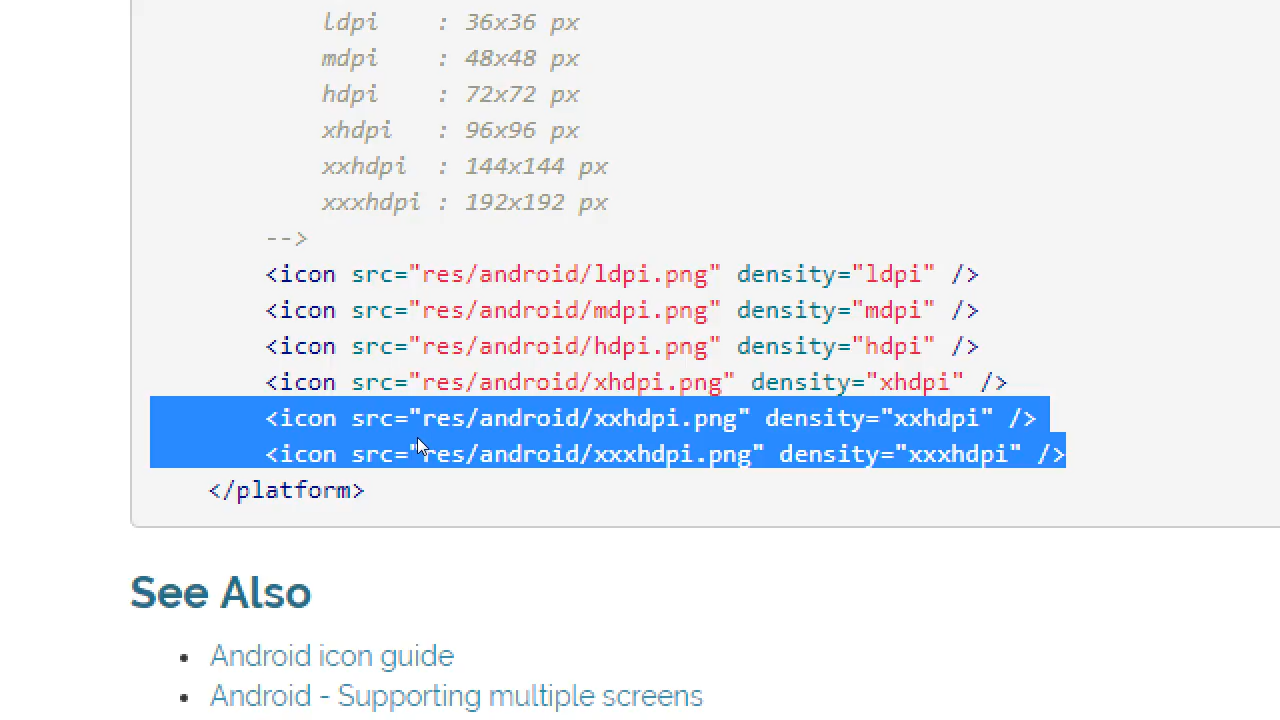 ldpi    : 36x36 px
mdpi    : 48x48 px
hdpi    : 72x72 px
xhdpi   : 96x96 px
xxhdpi  : 144x144 px
xxxhdpi : 192x192 px
-->
<icon src="res/android/ldpi.png" density="ldpi" />
<icon src="res/android/mdpi.png" density="mdpi" />
<icon src="res/android/hdpi.png" density="hdpi" />
<icon src="res/android/xhdpi.png" density="xhdpi" />
<icon src="res/android/xxhdpi.png" density="xxhdpi" />
<icon src="res/android/xxxhdpi.png" density="xxxhdpi" />
</platform>
See Also
• Android icon guide
• Android - Supporting multiple screens